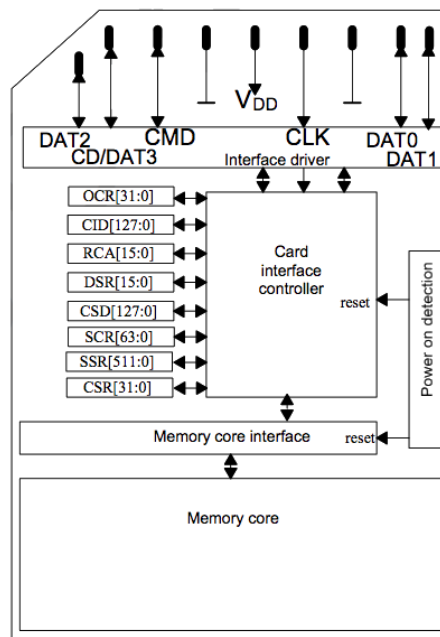 VDD
DAT2 CMD CLK DAT0
CD/DAT3 Interface driver DAT1
OCR[31:0]
CID[127:0]
RCA[15:0]
DSR[15:0]
CSD[127:0]
SCR[63:0]
SSR[511:0]
CSR[31:0]
Card
interface
controller
reset
Power on detection
Memory core interface
reset
Memory core